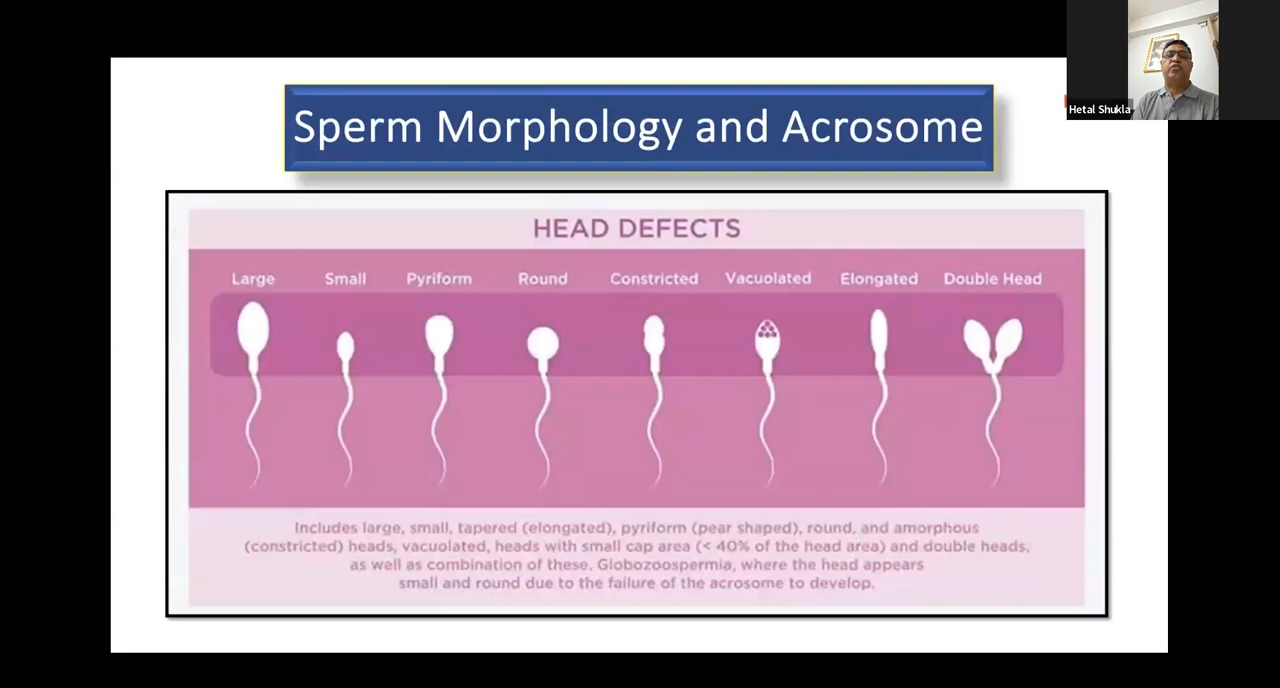 Sperm Morphology and Acrosome
Hetal Shukla
HEAD DEFECTS
Large Small Pyriform Round Constricted Vacuolated Elongated Double Head
Includes large, small, tapered (elongated), pyriform (pear shaped), round, and amorphous
(constricted) heads, vacuolated, heads with small cap area (< 40% of the head area) and double heads,
as well as combination of these. Globozoospermia, where the head appears
small and round due to the failure of the acrosome to develop.